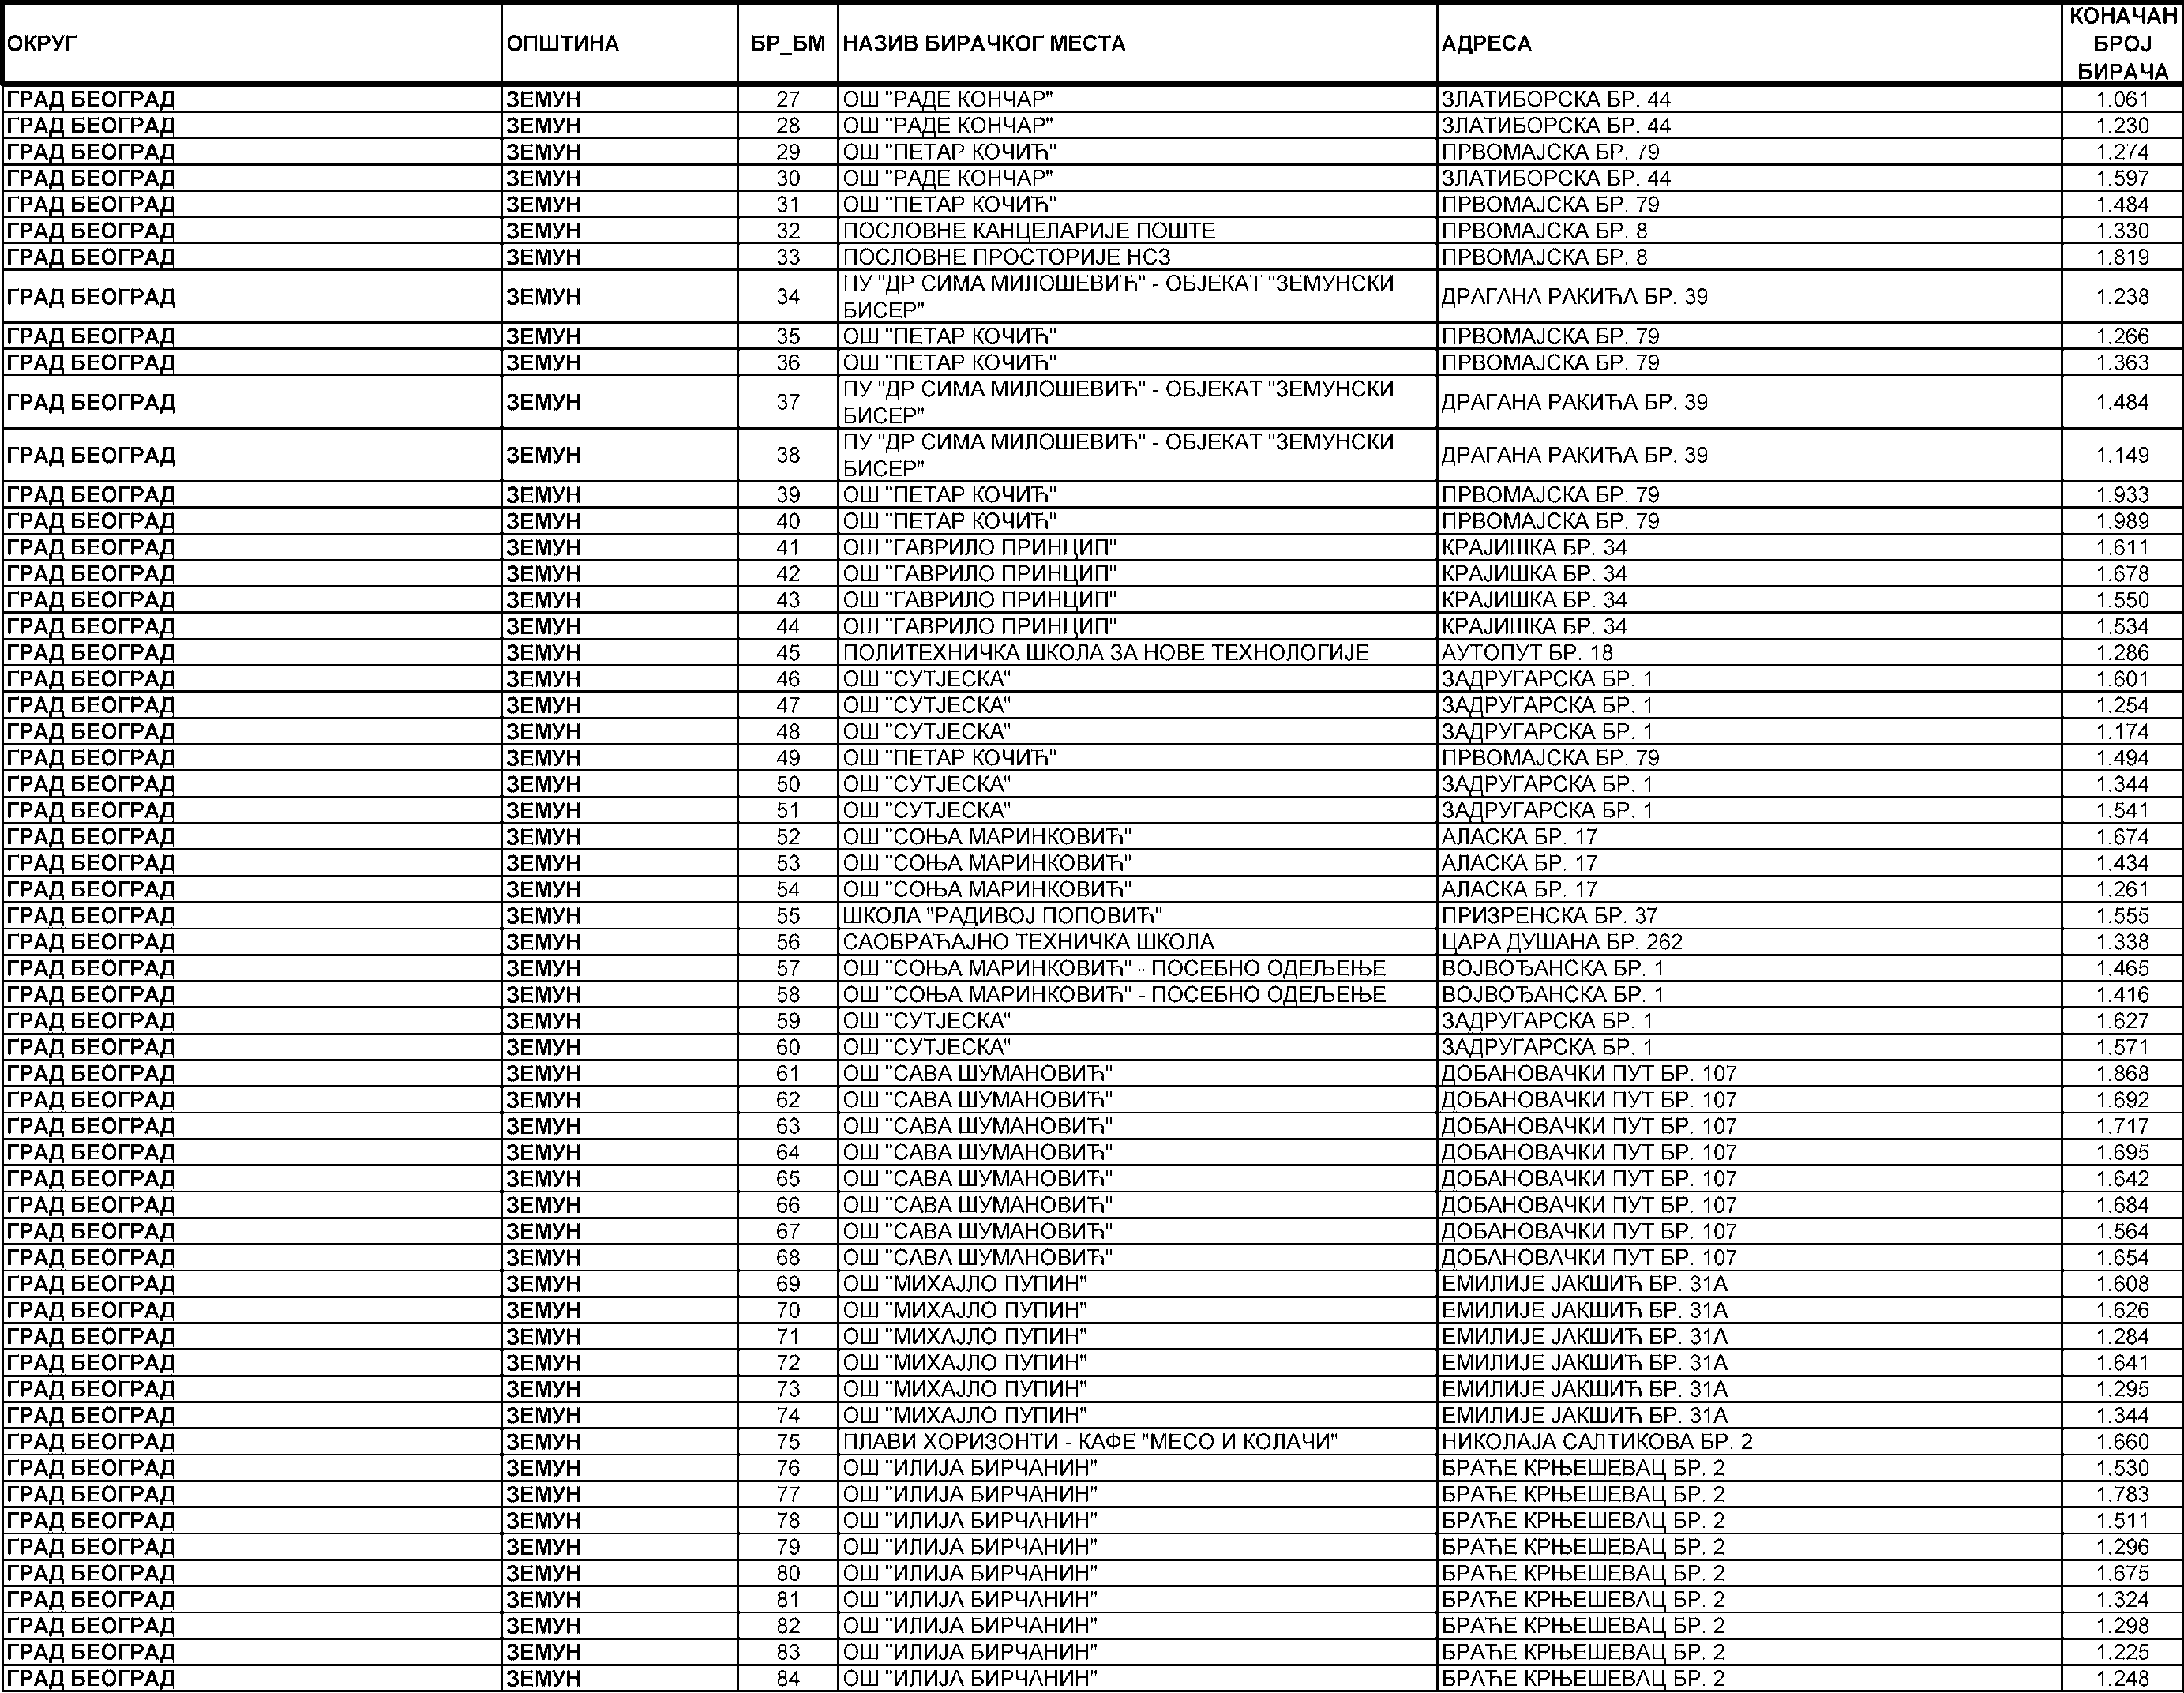 ОКРУГ ОПШТИНА БР_БМ НАЗИВ БИРАЧКОГ МЕСТА АДРЕСА КОНАЧАН БРОЈ БИРАЧА
ГРАД БЕОГРАД ЗЕМУН 27 ОШ "РАДЕ КОНЧАР" ЗЛАТИБОРСКА БР. 44 1.061
ГРАД БЕОГРАД ЗЕМУН 28 ОШ "РАДЕ КОНЧАР" ЗЛАТИБОРСКА БР. 44 1.230
ГРАД БЕОГРАД ЗЕМУН 29 ОШ "ПЕТАР КОЧИЋ" ПРВОМАЈСКА БР. 79 1.274
ГРАД БЕОГРАД ЗЕМУН 30 ОШ "РАДЕ КОНЧАР" ЗЛАТИБОРСКА БР. 44 1.597
ГРАД БЕОГРАД ЗЕМУН 31 ОШ "ПЕТАР КОЧИЋ" ПРВОМАЈСКА БР. 79 1.484
ГРАД БЕОГРАД ЗЕМУН 32 ПОСЛОВНЕ КАНЦЕЛАРИЈЕ ПОШТЕ ПРВОМАЈСКА БР. 8 1.330
ГРАД БЕОГРАД ЗЕМУН 33 ПОСЛОВНЕ ПРОСТОРИЈЕ НСЗ ПРВОМАЈСКА БР. 8 1.819
ГРАД БЕОГРАД ЗЕМУН 34 ПУ "ДР СИМА МИЛОШЕВИЋ" - ОБЈЕКАТ "ЗЕМУНСКИ БИСЕР" ДРАГАНА РАКИЋА БР. 39 1.238
ГРАД БЕОГРАД ЗЕМУН 35 ОШ "ПЕТАР КОЧИЋ" ПРВОМАЈСКА БР. 79 1.266
ГРАД БЕОГРАД ЗЕМУН 36 ОШ "ПЕТАР КОЧИЋ" ПРВОМАЈСКА БР. 79 1.363
ГРАД БЕОГРАД ЗЕМУН 37 ПУ "ДР СИМА МИЛОШЕВИЋ" - ОБЈЕКАТ "ЗЕМУНСКИ БИСЕР" ДРАГАНА РАКИЋА БР. 39 1.484
ГРАД БЕОГРАД ЗЕМУН 38 ПУ "ДР СИМА МИЛОШЕВИЋ" - ОБЈЕКАТ "ЗЕМУНСКИ БИСЕР" ДРАГАНА РАКИЋА БР. 39 1.149
ГРАД БЕОГРАД ЗЕМУН 39 ОШ "ПЕТАР КОЧИЋ" ПРВОМАЈСКА БР. 79 1.933
ГРАД БЕОГРАД ЗЕМУН 40 ОШ "ПЕТАР КОЧИЋ" ПРВОМАЈСКА БР. 79 1.989
ГРАД БЕОГРАД ЗЕМУН 41 ОШ "ГАВРИЛО ПРИНЦИП" КРАЈИШКА БР. 34 1.611
ГРАД БЕОГРАД ЗЕМУН 42 ОШ "ГАВРИЛО ПРИНЦИП" КРАЈИШКА БР. 34 1.678
ГРАД БЕОГРАД ЗЕМУН 43 ОШ "ГАВРИЛО ПРИНЦИП" КРАЈИШКА БР. 34 1.550
ГРАД БЕОГРАД ЗЕМУН 44 ОШ "ГАВРИЛО ПРИНЦИП" КРАЈИШКА БР. 34 1.534
ГРАД БЕОГРАД ЗЕМУН 45 ПОЛИТЕХНИЧКА ШКОЛА ЗА НОВЕ ТЕХНОЛОГИЈЕ АУТОПУТ БР. 18 1.286
ГРАД БЕОГРАД ЗЕМУН 46 ОШ "СУТЈЕСКА" ЗАДРУГАРСКА БР. 1 1.601
ГРАД БЕОГРАД ЗЕМУН 47 ОШ "СУТЈЕСКА" ЗАДРУГАРСКА БР. 1 1.254
ГРАД БЕОГРАД ЗЕМУН 48 ОШ "СУТЈЕСКА" ЗАДРУГАРСКА БР. 1 1.174
ГРАД БЕОГРАД ЗЕМУН 49 ОШ "ПЕТАР КОЧИЋ" ПРВОМАЈСКА БР. 79 1.494
ГРАД БЕОГРАД ЗЕМУН 50 ОШ "СУТЈЕСКА" ЗАДРУГАРСКА БР. 1 1.344
ГРАД БЕОГРАД ЗЕМУН 51 ОШ "СУТЈЕСКА" ЗАДРУГАРСКА БР. 1 1.541
ГРАД БЕОГРАД ЗЕМУН 52 ОШ "СОЊА МАРИНКОВИЋ" АЛАСКА БР. 17 1.674
ГРАД БЕОГРАД ЗЕМУН 53 ОШ "СОЊА МАРИНКОВИЋ" АЛАСКА БР. 17 1.434
ГРАД БЕОГРАД ЗЕМУН 54 ОШ "СОЊА МАРИНКОВИЋ" АЛАСКА БР. 17 1.261
ГРАД БЕОГРАД ЗЕМУН 55 ШКОЛА "РАДИВОЈ ПОПОВИЋ" ПРИЗРЕНСКА БР. 37 1.555
ГРАД БЕОГРАД ЗЕМУН 56 САОБРАЋАЈНО ТЕХНИЧКА ШКОЛА ЦАРА ДУШАНА БР. 262 1.338
ГРАД БЕОГРАД ЗЕМУН 57 ОШ "СОЊА МАРИНКОВИЋ" - ПОСЕБНО ОДЕЉЕЊЕ ВОЈВОЂАНСКА БР. 1 1.465
ГРАД БЕОГРАД ЗЕМУН 58 ОШ "СОЊА МАРИНКОВИЋ" - ПОСЕБНО ОДЕЉЕЊЕ ВОЈВОЂАНСКА БР. 1 1.416
ГРАД БЕОГРАД ЗЕМУН 59 ОШ "СУТЈЕСКА" ЗАДРУГАРСКА БР. 1 1.627
ГРАД БЕОГРАД ЗЕМУН 60 ОШ "СУТЈЕСКА" ЗАДРУГАРСКА БР. 1 1.571
ГРАД БЕОГРАД ЗЕМУН 61 ОШ "САВА ШУМАНОВИЋ" ДОБАНОВАЧКИ ПУТ БР. 107 1.868
ГРАД БЕОГРАД ЗЕМУН 62 ОШ "САВА ШУМАНОВИЋ" ДОБАНОВАЧКИ ПУТ БР. 107 1.692
ГРАД БЕОГРАД ЗЕМУН 63 ОШ "САВА ШУМАНОВИЋ" ДОБАНОВАЧКИ ПУТ БР. 107 1.717
ГРАД БЕОГРАД ЗЕМУН 64 ОШ "САВА ШУМАНОВИЋ" ДОБАНОВАЧКИ ПУТ БР. 107 1.695
ГРАД БЕОГРАД ЗЕМУН 65 ОШ "САВА ШУМАНОВИЋ" ДОБАНОВАЧКИ ПУТ БР. 107 1.642
ГРАД БЕОГРАД ЗЕМУН 66 ОШ "САВА ШУМАНОВИЋ" ДОБАНОВАЧКИ ПУТ БР. 107 1.684
ГРАД БЕОГРАД ЗЕМУН 67 ОШ "САВА ШУМАНОВИЋ" ДОБАНОВАЧКИ ПУТ БР. 107 1.564
ГРАД БЕОГРАД ЗЕМУН 68 ОШ "САВА ШУМАНОВИЋ" ДОБАНОВАЧКИ ПУТ БР. 107 1.654
ГРАД БЕОГРАД ЗЕМУН 69 ОШ "МИХАЈЛО ПУПИН" ЕМИЛИЈЕ ЈАКШИЋ БР. 31А 1.608
ГРАД БЕОГРАД ЗЕМУН 70 ОШ "МИХАЈЛО ПУПИН" ЕМИЛИЈЕ ЈАКШИЋ БР. 31А 1.626
ГРАД БЕОГРАД ЗЕМУН 71 ОШ "МИХАЈЛО ПУПИН" ЕМИЛИЈЕ ЈАКШИЋ БР. 31А 1.284
ГРАД БЕОГРАД ЗЕМУН 72 ОШ "МИХАЈЛО ПУПИН" ЕМИЛИЈЕ ЈАКШИЋ БР. 31А 1.641
ГРАД БЕОГРАД ЗЕМУН 73 ОШ "МИХАЈЛО ПУПИН" ЕМИЛИЈЕ ЈАКШИЋ БР. 31А 1.295
ГРАД БЕОГРАД ЗЕМУН 74 ОШ "МИХАЈЛО ПУПИН" ЕМИЛИЈЕ ЈАКШИЋ БР. 31А 1.344
ГРАД БЕОГРАД ЗЕМУН 75 ПЛАВИ ХОРИЗОНТИ - КАФЕ "МЕСО И КОЛАЧИ" НИКОЛАЈА САЛТИКОВА БР. 2 1.660
ГРАД БЕОГРАД ЗЕМУН 76 ОШ "ИЛИЈА БИРЧАНИН" БРАЋЕ КРЊЕШЕВАЦ БР. 2 1.530
ГРАД БЕОГРАД ЗЕМУН 77 ОШ "ИЛИЈА БИРЧАНИН" БРАЋЕ КРЊЕШЕВАЦ БР. 2 1.783
ГРАД БЕОГРАД ЗЕМУН 78 ОШ "ИЛИЈА БИРЧАНИН" БРАЋЕ КРЊЕШЕВАЦ БР. 2 1.511
ГРАД БЕОГРАД ЗЕМУН 79 ОШ "ИЛИЈА БИРЧАНИН" БРАЋЕ КРЊЕШЕВАЦ БР. 2 1.296
ГРАД БЕОГРАД ЗЕМУН 80 ОШ "ИЛИЈА БИРЧАНИН" БРАЋЕ КРЊЕШЕВАЦ БР. 2 1.675
ГРАД БЕОГРАД ЗЕМУН 81 ОШ "ИЛИЈА БИРЧАНИН" БРАЋЕ КРЊЕШЕВАЦ БР. 2 1.324
ГРАД БЕОГРАД ЗЕМУН 82 ОШ "ИЛИЈА БИРЧАНИН" БРАЋЕ КРЊЕШЕВАЦ БР. 2 1.298
ГРАД БЕОГРАД ЗЕМУН 83 ОШ "ИЛИЈА БИРЧАНИН" БРАЋЕ КРЊЕШЕВАЦ БР. 2 1.225
ГРАД БЕОГРАД ЗЕМУН 84 ОШ "ИЛИЈА БИРЧАНИН" БРАЋЕ КРЊЕШЕВАЦ БР. 2 1.248